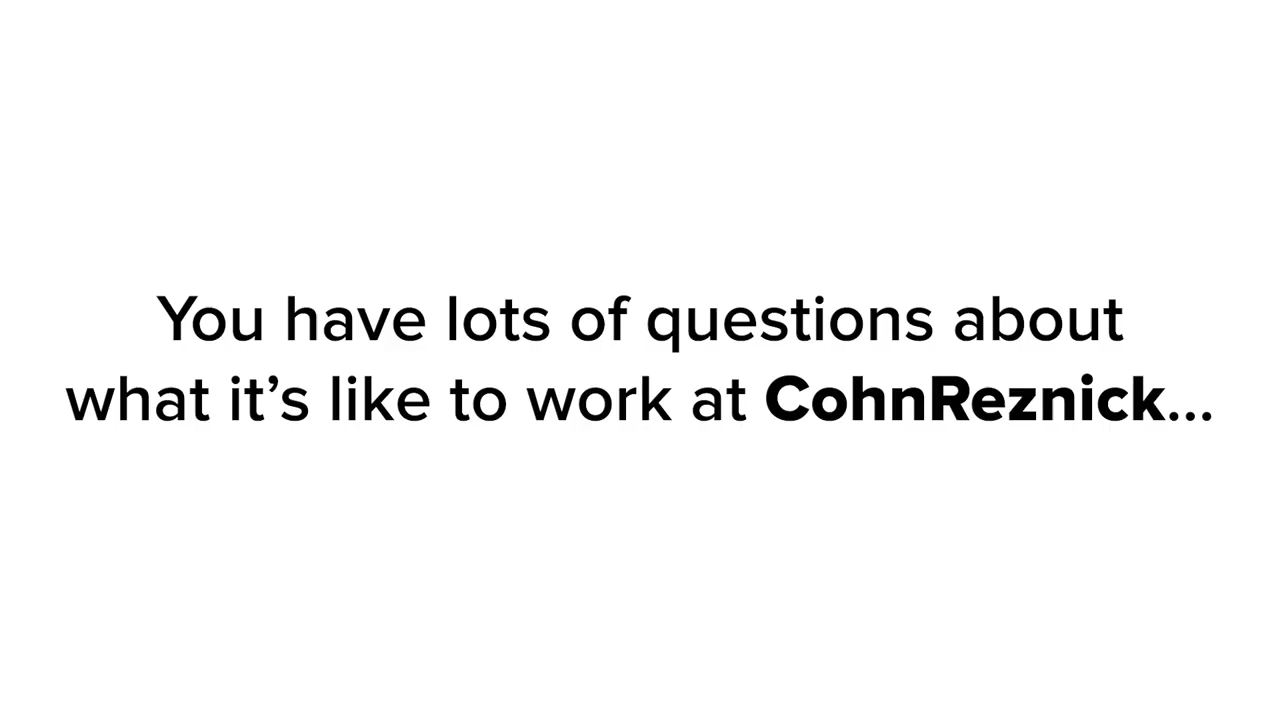 You have lots of questions about
what it’s like to work at CohnReznick...